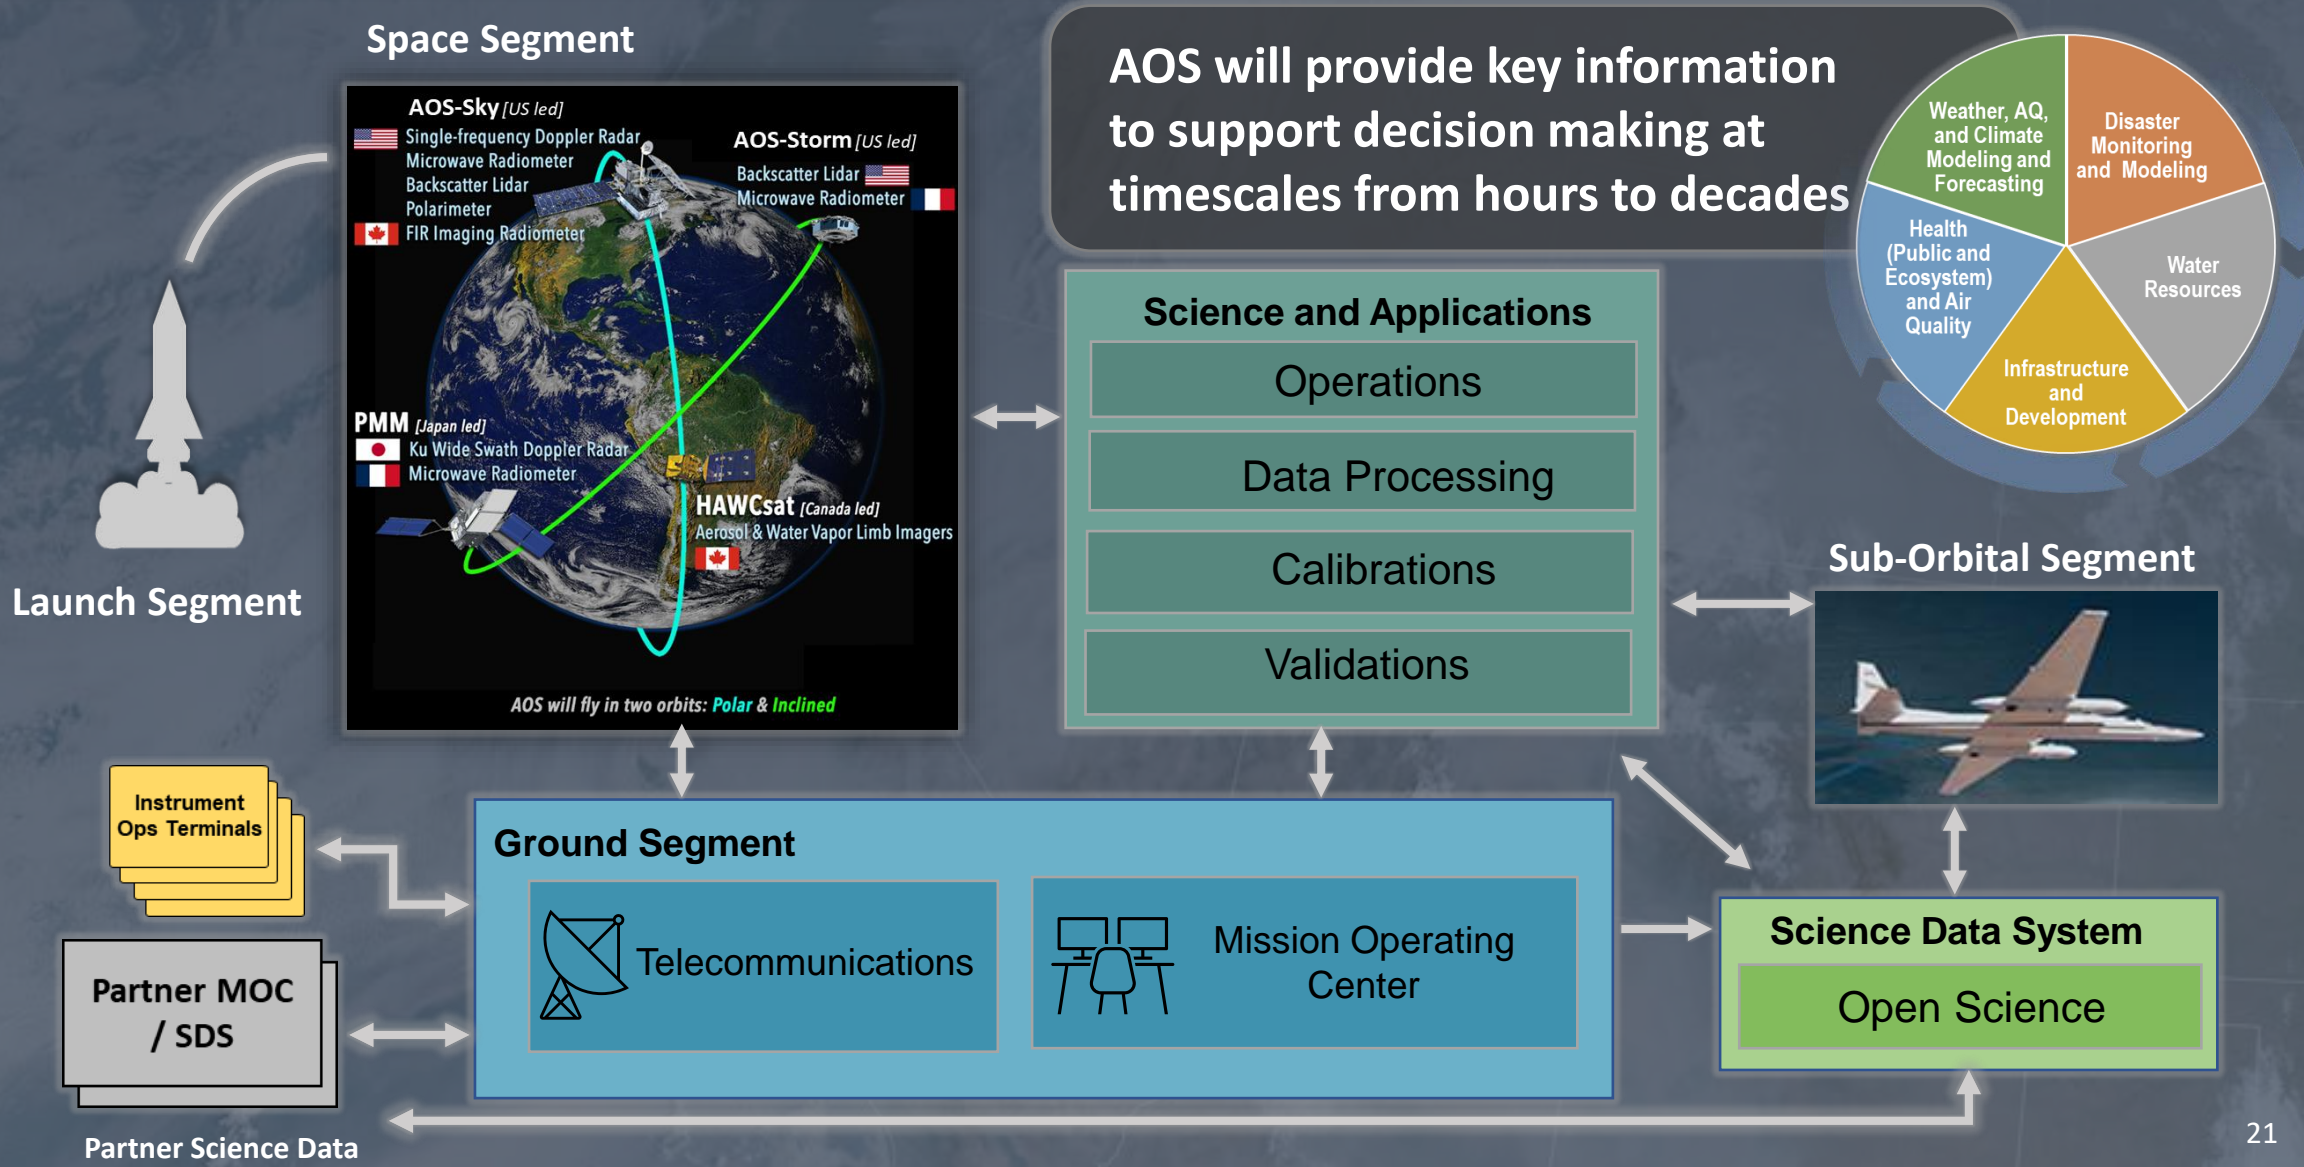 Space Segment
AOS-Sky [US led]
Single-frequency Doppler Radar
Microwave Radiometer
Backscatter Lidar
Polarimeter
FIR Imaging Radiometer
AOS-Storm [US led]
Backscatter Lidar
Microwave Radiometer
PMM [Japan led]
Ku Wide Swath Doppler Radar
Microwave Radiometer
HAWCsat [Canada led]
Aerosol & Water Vapor Limb Imagers
AOS will fly in two orbits: Polar & Inclined
Launch Segment
AOS will provide key information
to support decision making at
timescales from hours to decades
Weather, AQ,
and Climate
Modeling and
Forecasting
Disaster
Monitoring
and Modeling
Water
Resources
Infrastructure
and
Development
Health
(Public and
Ecosystem)
and Air
Quality
Science and Applications
Operations
Data Processing
Calibrations
Validations
Sub-Orbital Segment
Instrument
Ops Terminals
Partner MOC
/ SDS
Partner Science Data
Ground Segment
Telecommunications
Mission Operating
Center
Science Data System
Open Science
21